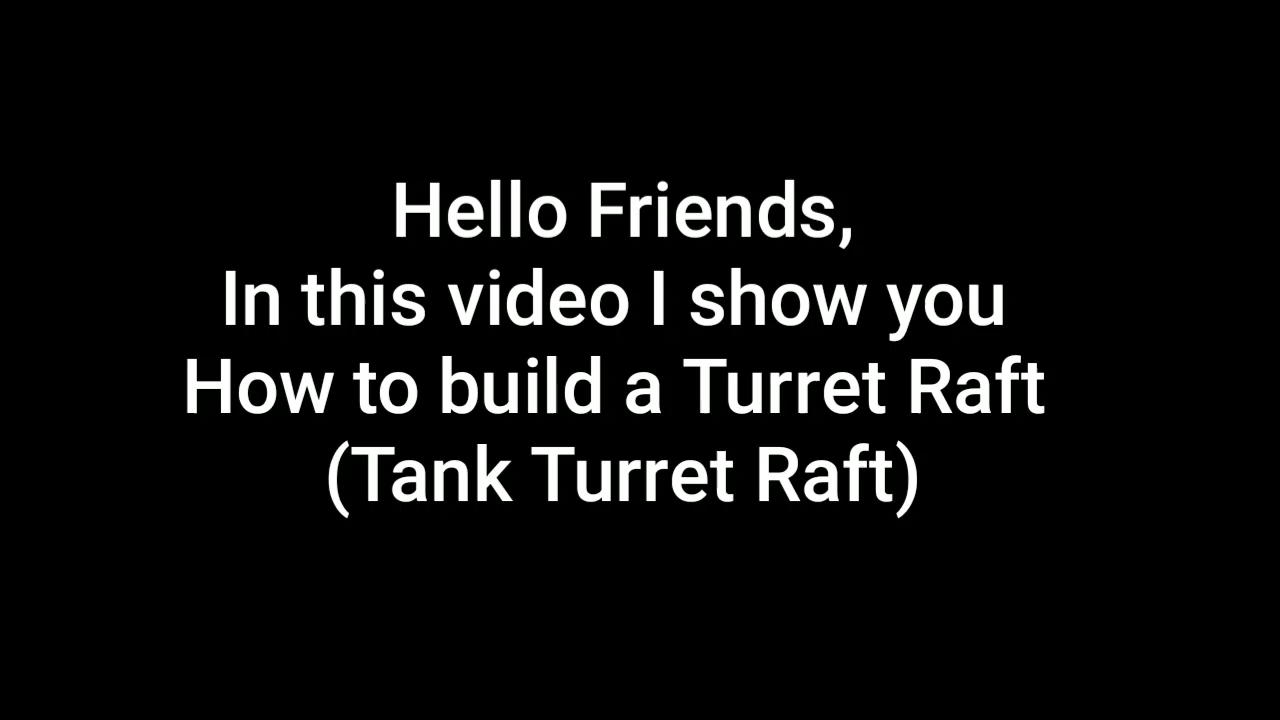 Hello Friends,
In this video I show you
How to build a Turret Raft
(Tank Turret Raft)